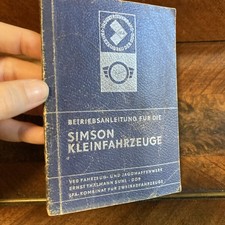 BETRIEBSANLEITUNG FÜR DIE
SIMSON
KLEINFAHRZEUGE
VEB FAHRZEUG- UND JAGDWAFFENWERK
ERNST THÄLMANN SUHL · DDR
IFA-KOMBINAT FÜR ZWEIRADFAHRZEUGE